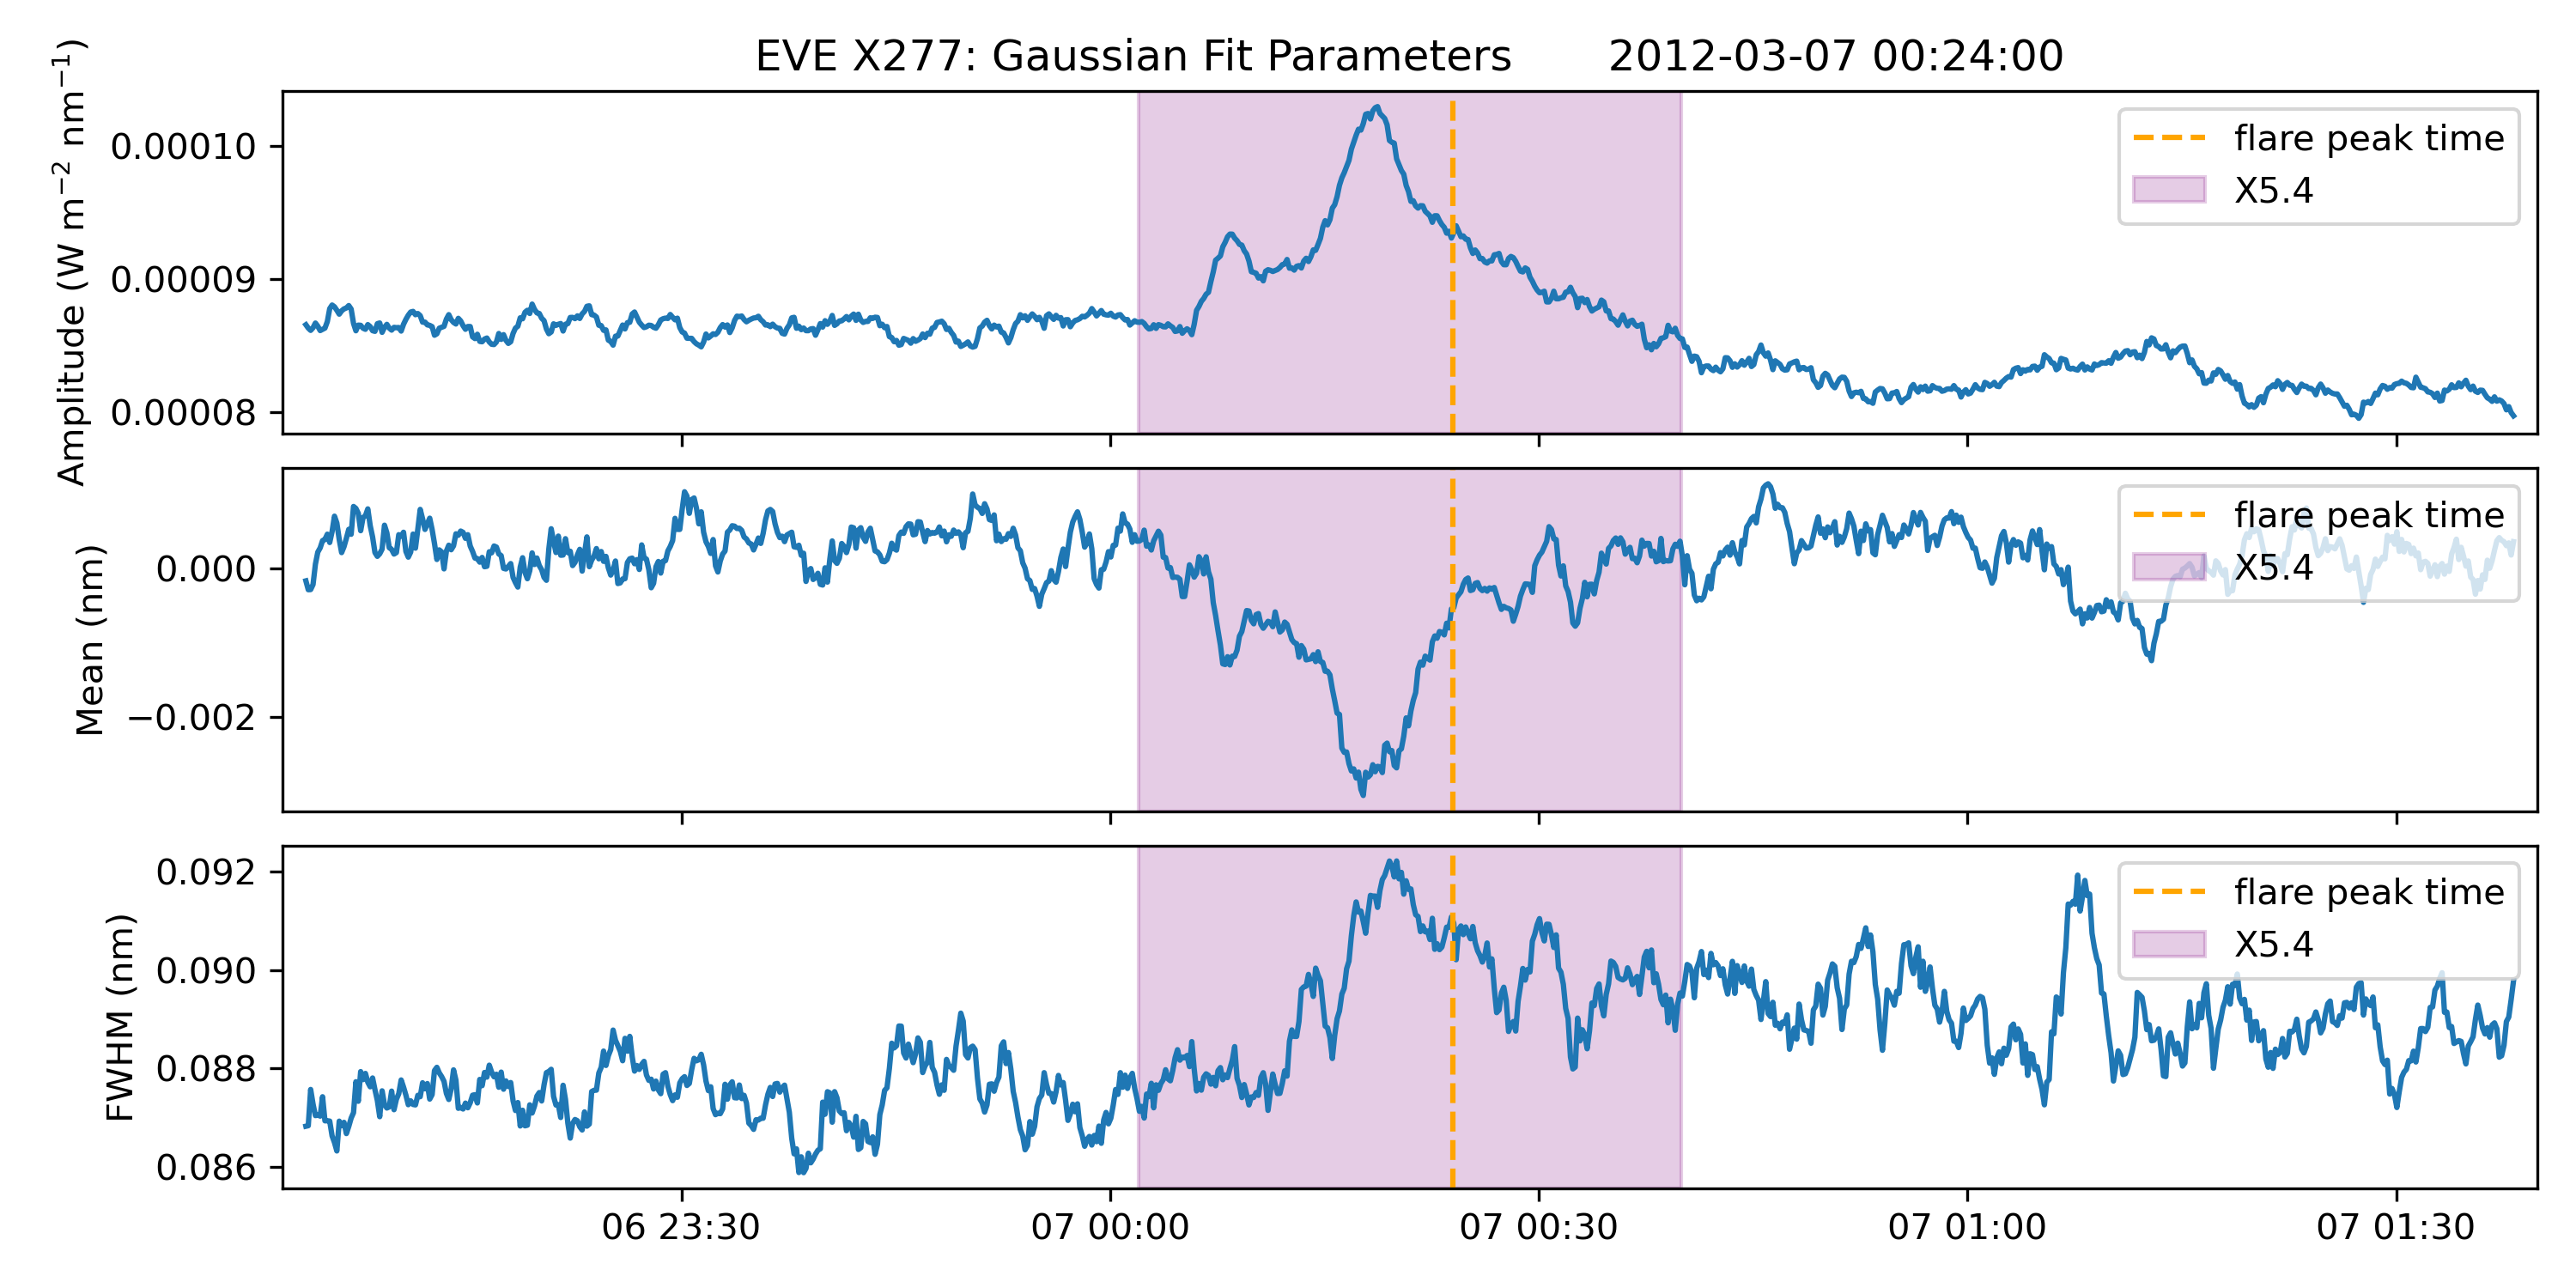 EVE X277: Gaussian Fit Parameters 2012-03-07 00:24:00
Amplitude (W m⁻² nm⁻¹)
0.00010
0.00009
0.00008
flare peak time
X5.4
Mean (nm)
0.000
−0.002
flare peak time
X5.4
FWHM (nm)
0.092
0.090
0.088
0.086
flare peak time
X5.4
06 23:30 07 00:00 07 00:30 07 01:00 07 01:30